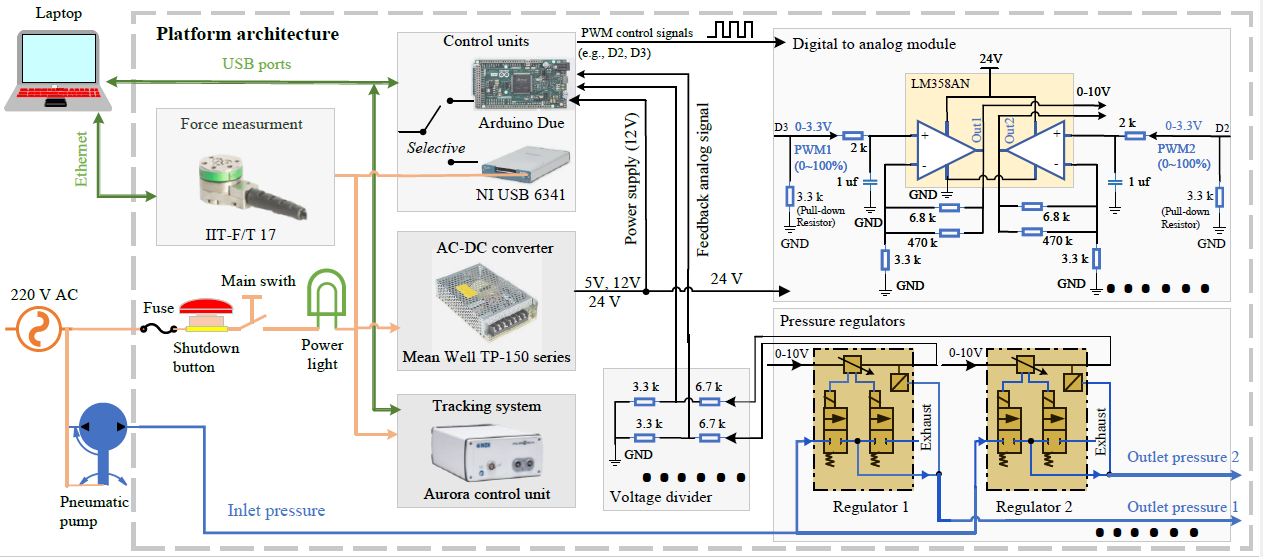 Laptop
Platform architecture
USB ports
Ethernet
Force measurment
IIT-F/T 17
Control units
Arduino Due
Selective
NI USB 6341
PWM control signals
(e.g., D2, D3)
Power supply (12 V)
Feedback analog signal
Digital to analog module
24V
LM358AN
0-10V
D3
0-3.3V
PWM1
(0~100%)
2 k
+
-
Out1
Out2
+
-
2 k
0-3.3V
D2
PWM2
(0~100%)
1 uf
1 uf
3.3 k
(Pull-down
Resistor)
GND
GND
GND
6.8 k
470 k
3.3 k
GND
6.8 k
470 k
3.3 k
GND
3.3 k
(Pull-down
Resistor)
GND
220 V AC
Fuse
Shutdown
button
Main swith
Power
light
AC-DC converter
Mean Well TP-150 series
5V, 12V
24 V
24 V
Pneumatic
pump
Inlet pressure
Tracking system
NDI
Aurora control unit
3.3 k
6.7 k
3.3 k
6.7 k
GND
Voltage divider
Pressure regulators
0-10V
Exhaust
Regulator 1
0-10V
Exhaust
Regulator 2
Outlet pressure 2
Outlet pressure 1